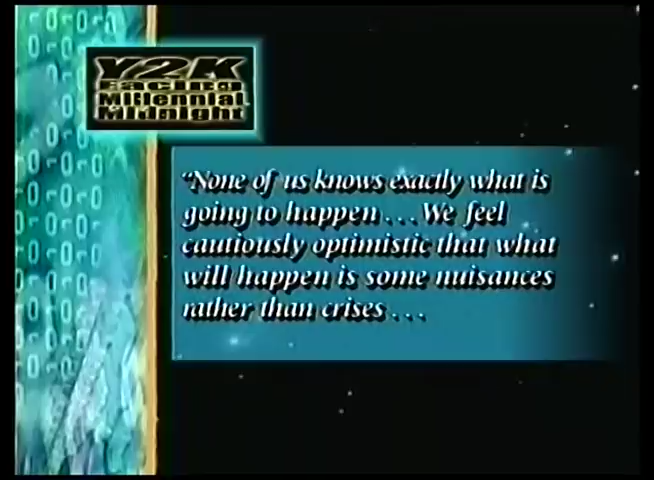 Y2K
Facing
Millennial
Midnight
“None of us knows exactly what is
going to happen . . . We feel
cautiously optimistic that what
will happen is some nuisances
rather than crises . . .